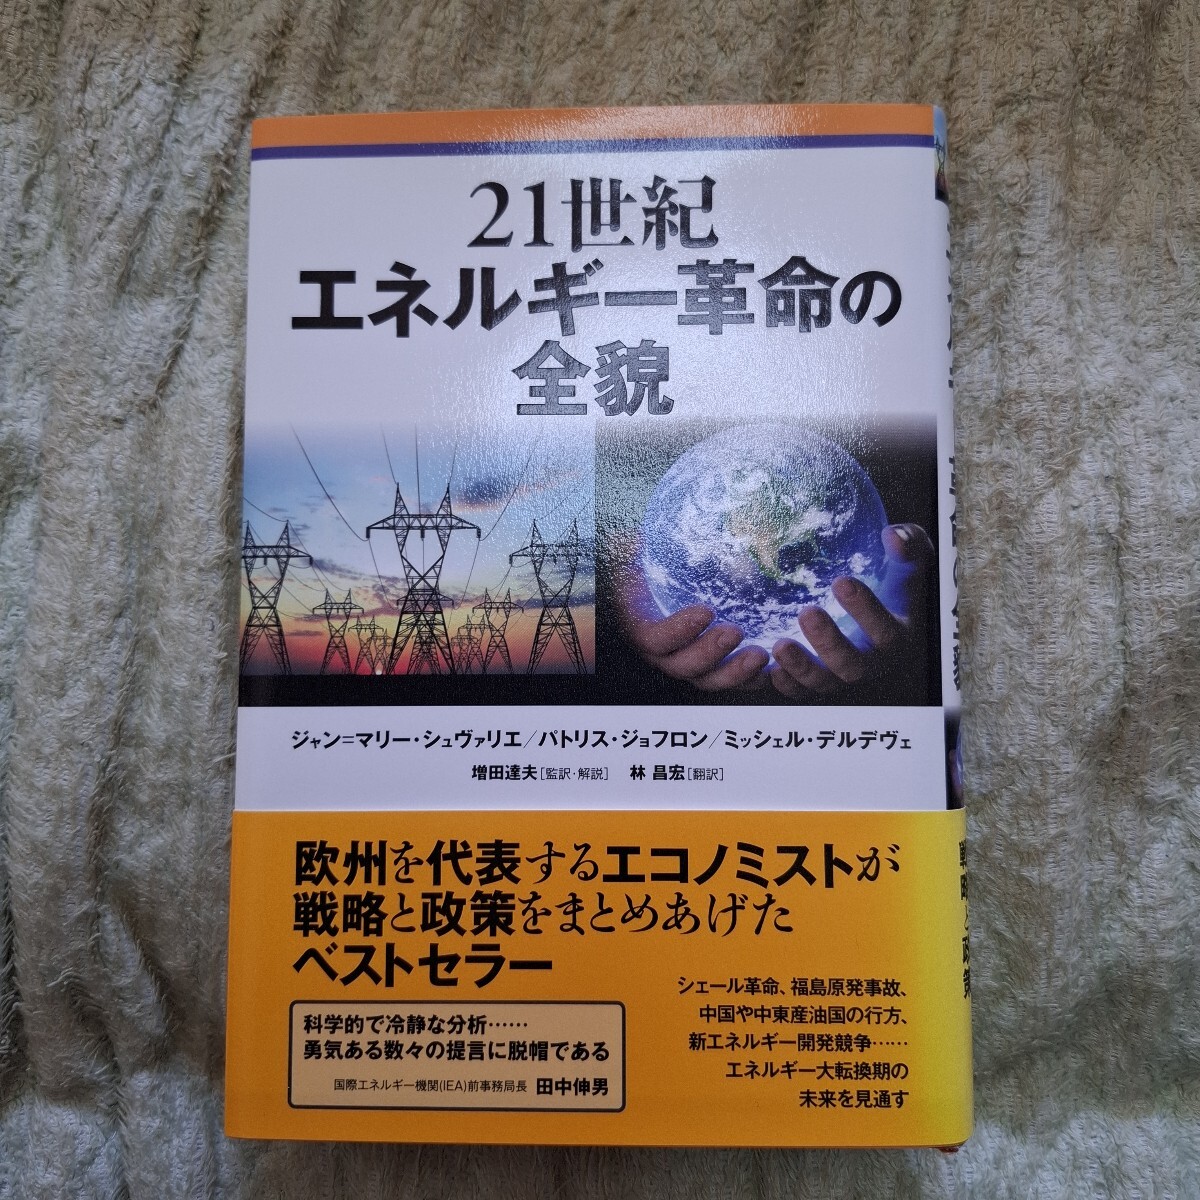 21世紀
エネルギー革命の
全貌
ジャン=マリー・シュヴァリエ/パトリス・ジョフロン/ミッシェル・デルデヴェ
増田達夫[監訳・解説] 林 昌宏[翻訳]
欧州を代表するエコノミストが
戦略と政策をまとめあげた
ベストセラー
科学的で冷静な分析……
勇気ある数々の提言に脱帽である
国際エネルギー機関(IEA)前事務局長 田中伸男
シェール革命、福島原発事故、
中国や中東産油国の行方、
新エネルギー開発競争……
エネルギー大転換期の
未来を見通す
戦略と政策